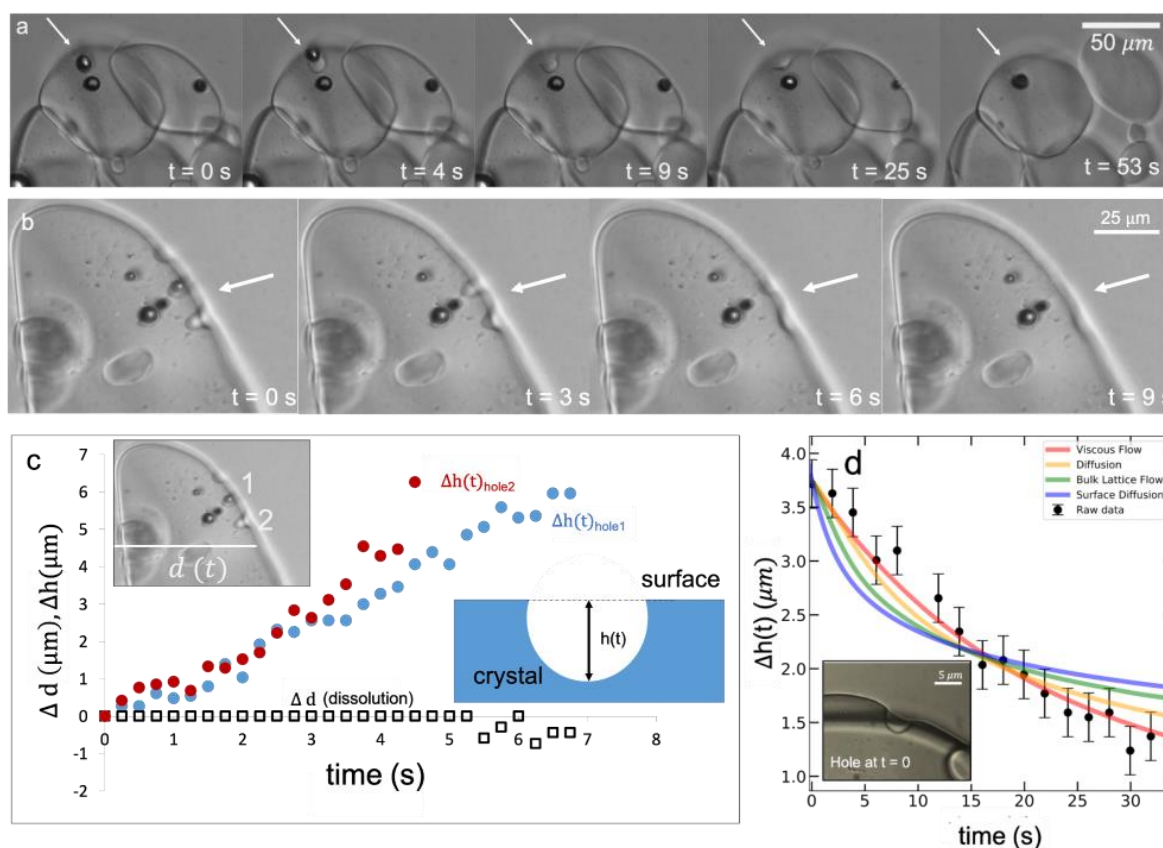 a
50 μm
t = 0 s
t = 4 s
t = 9 s
t = 25 s
t = 53 s
b
25 μm
t = 0 s
t = 3 s
t = 6 s
t = 9 s
c
7
6
5
4
3
2
1
0
-1
-2
0
1
2
3
4
5
6
7
8
Δ d (μm), Δh(μm)
time (s)
1
2
d (t)
Δh(t)hole2
Δh(t)hole1
surface
h(t)
crystal
Δ d (dissolution)
d
Viscous Flow
Diffusion
Bulk Lattice Flow
Surface Diffusion
Raw data
4.0
3.5
3.0
2.5
2.0
1.5
1.0
Δh(t) (μm)
5 μm
Hole at t = 0
0
5
10
15
20
25
30
time (s)